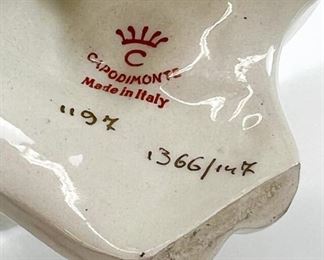 C
CAPODIMONTE
Made in Italy
1197
1366/147